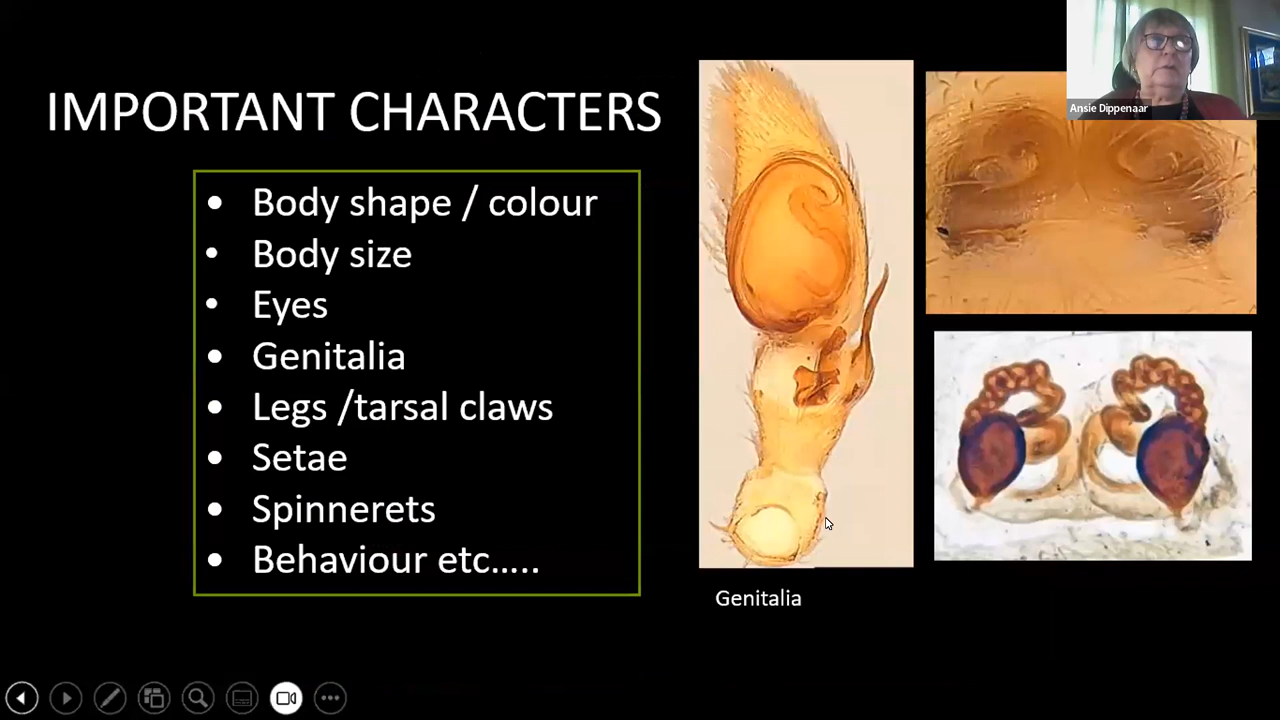 IMPORTANT CHARACTERS
• Body shape / colour
• Body size
• Eyes
• Genitalia
• Legs /tarsal claws
• Setae
• Spinnerets
• Behaviour etc.....
Genitalia
Ansie Dippenaar